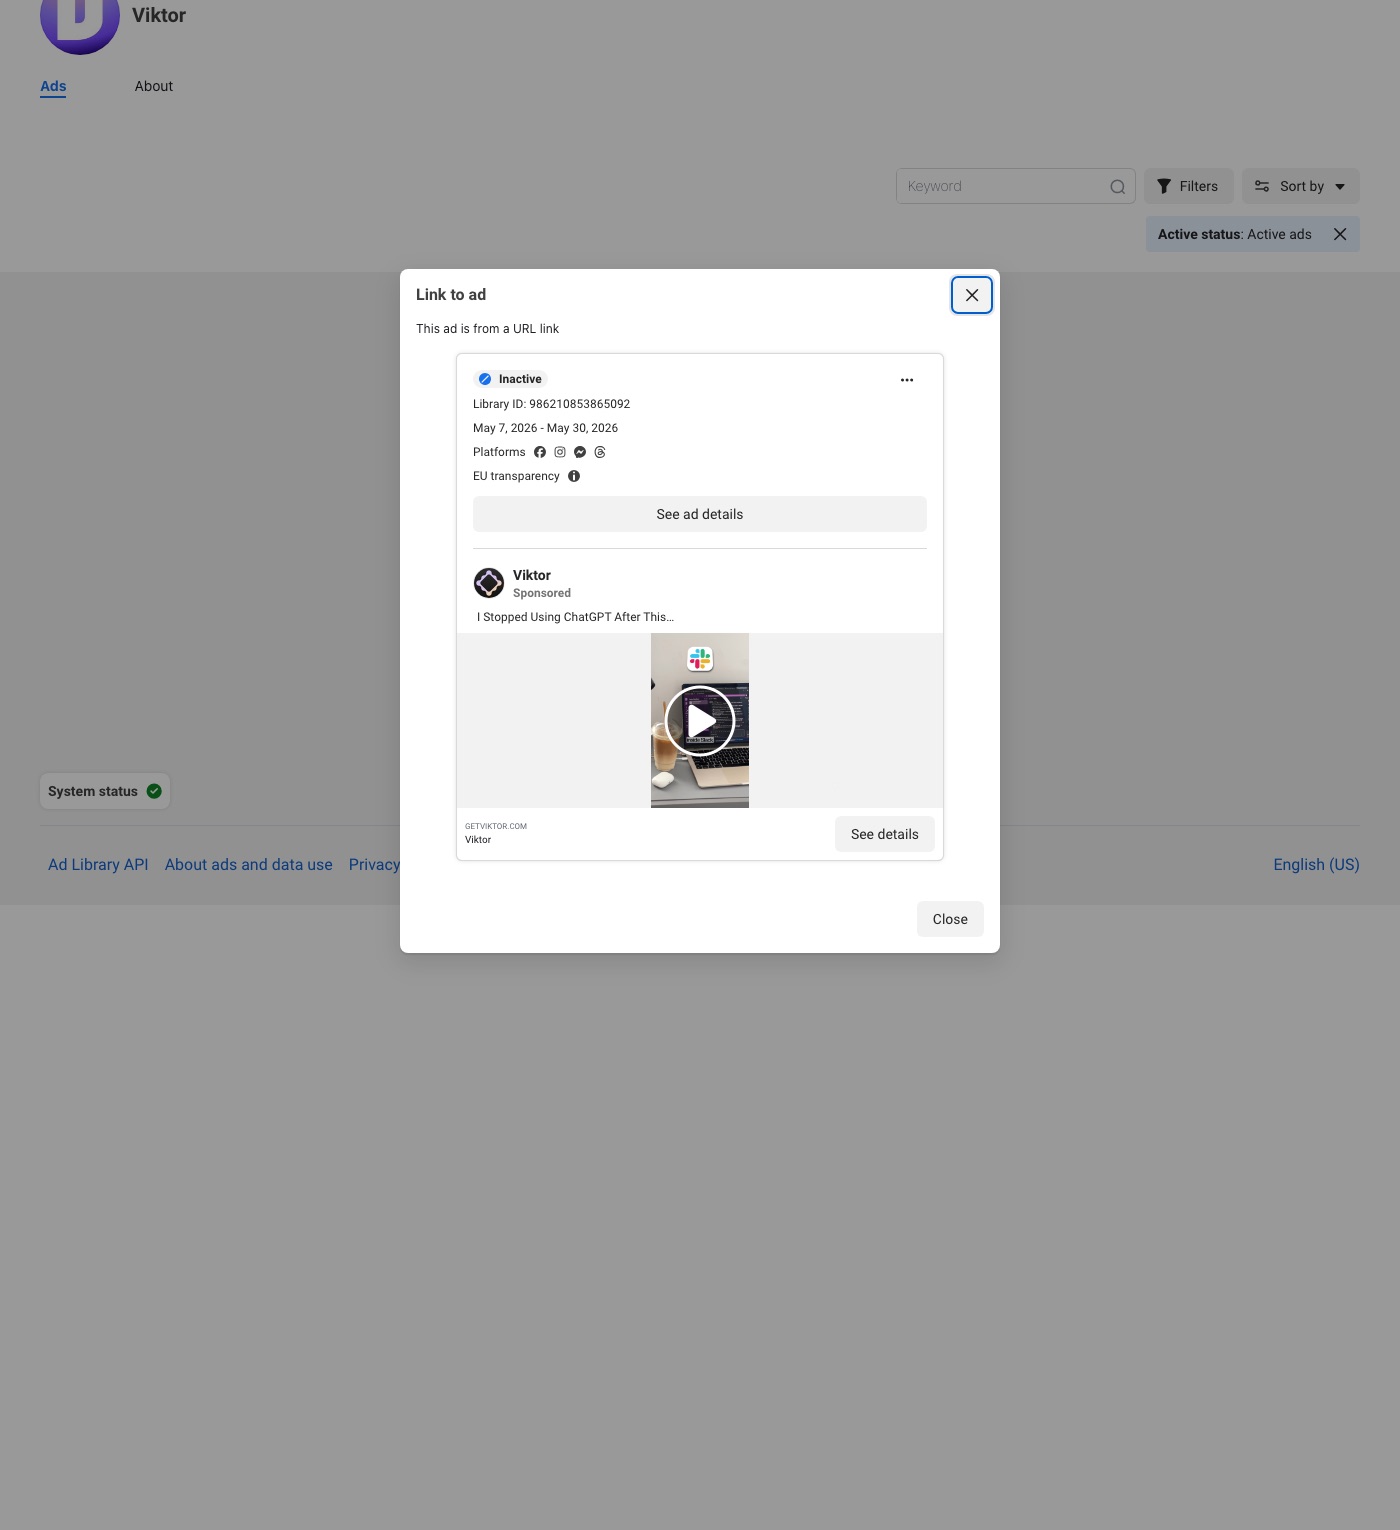 Viktor
Ads
About
Keyword
Filters
Sort by
Active status: Active ads
Link to ad
This ad is from a URL link
Inactive
Library ID: 986210853865092
May 7, 2026 - May 30, 2026
Platforms
EU transparency
See ad details
Viktor
Sponsored
I Stopped Using ChatGPT After This…
inside Slack
GETVIKTOR.COM
Viktor
See details
System status
Ad Library API
About ads and data use
Privacy
English (US)
Close